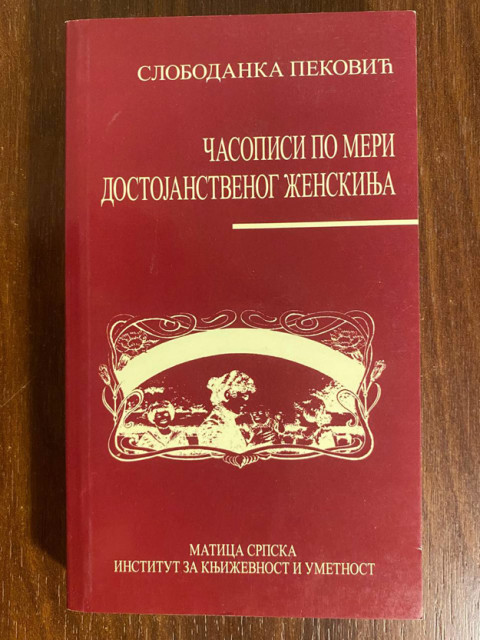 СЛОБОДАНКА ПЕКОВИЋ
ЧАСОПИСИ ПО МЕРИ
ДОСТОЈАНСТВЕНОГ ЖЕНСКИЊА
МАТИЦА СРПСКА
ИНСТИТУТ ЗА КЊИЖЕВНОСТ И УМЕТНОСТ